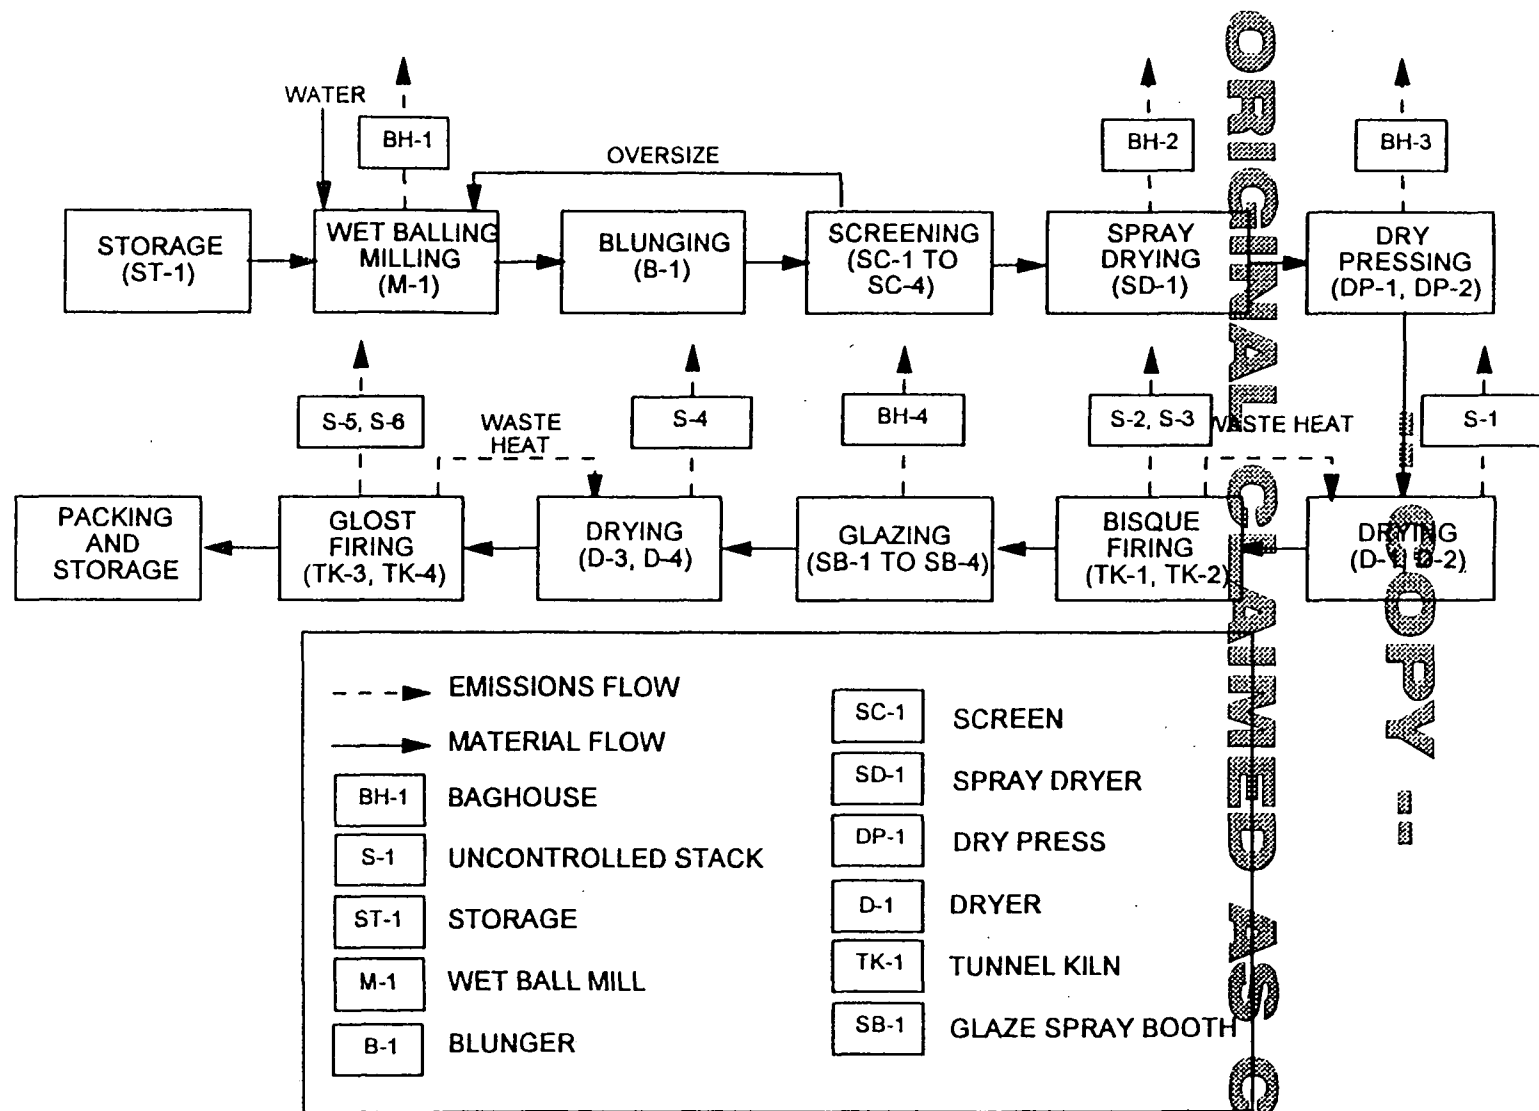 WATER
BH-1
OVERSIZE
BH-2
BH-3
STORAGE
(ST-1)
WET BALLING
MILLING
(M-1)
BLUNGING
(B-1)
SCREENING
(SC-1 TO
SC-4)
SPRAY
DRYING
(SD-1)
DRY
PRESSING
(DP-1, DP-2)
S-5, S-6
WASTE
HEAT
S-4
BH-4
S-2, S-3
WASTE HEAT
S-1
PACKING
AND
STORAGE
GLOST
FIRING
(TK-3, TK-4)
DRYING
(D-3, D-4)
GLAZING
(SB-1 TO SB-4)
BISQUE
FIRING
(TK-1, TK-2)
DRYING
(D-1, D-2)
EMISSIONS FLOW
MATERIAL FLOW
BH-1 BAGHOUSE
S-1 UNCONTROLLED STACK
ST-1 STORAGE
M-1 WET BALL MILL
B-1 BLUNGER
SC-1 SCREEN
SD-1 SPRAY DRYER
DP-1 DRY PRESS
D-1 DRYER
TK-1 TUNNEL KILN
SB-1 GLAZE SPRAY BOOTH
ORIGINAL CLAIMED AS C
COPY --